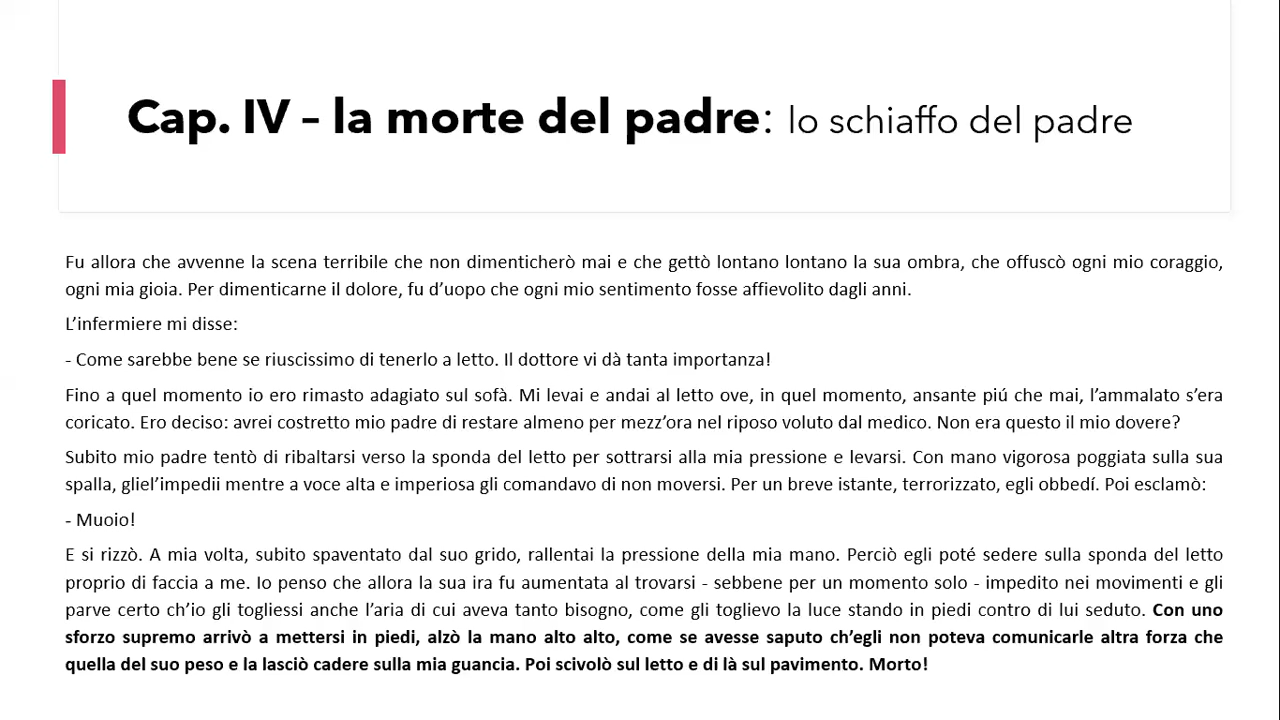 Cap. IV – la morte del padre: lo schiaffo del padre
Fu allora che avvenne la scena terribile che non dimenticherò mai e che gettò lontano lontano la sua ombra, che offuscò ogni mio coraggio,
ogni mia gioia. Per dimenticarne il dolore, fu d’uopo che ogni mio sentimento fosse affievolito dagli anni.
L’infermiere mi disse:
- Come sarebbe bene se riuscissimo di tenerlo a letto. Il dottore vi dà tanta importanza!
Fino a quel momento io ero rimasto adagiato sul sofà. Mi levai e andai al letto ove, in quel momento, ansante piú che mai, l’ammalato s’era
coricato. Ero deciso: avrei costretto mio padre di restare almeno per mezz’ora nel riposo voluto dal medico. Non era questo il mio dovere?
Subito mio padre tentò di ribaltarsi verso la sponda del letto per sottrarsi alla mia pressione e levarsi. Con mano vigorosa poggiata sulla sua
spalla, gliel’impedii mentre a voce alta e imperiosa gli comandavo di non moversi. Per un breve istante, terrorizzato, egli obbedí. Poi esclamò:
- Muoio!
E si rizzò. A mia volta, subito spaventato dal suo grido, rallentai la pressione della mia mano. Perciò egli poté sedere sulla sponda del letto
proprio di faccia a me. Io penso che allora la sua ira fu aumentata al trovarsi - sebbene per un momento solo - impedito nei movimenti e gli
parve certo ch’io gli togliessi anche l’aria di cui aveva tanto bisogno, come gli toglievo la luce stando in piedi contro di lui seduto. Con uno
sforzo supremo arrivò a mettersi in piedi, alzò la mano alto alto, come se avesse saputo ch’egli non poteva comunicarle altra forza che
quella del suo peso e la lasciò cadere sulla mia guancia. Poi scivolò sul letto e di là sul pavimento. Morto!